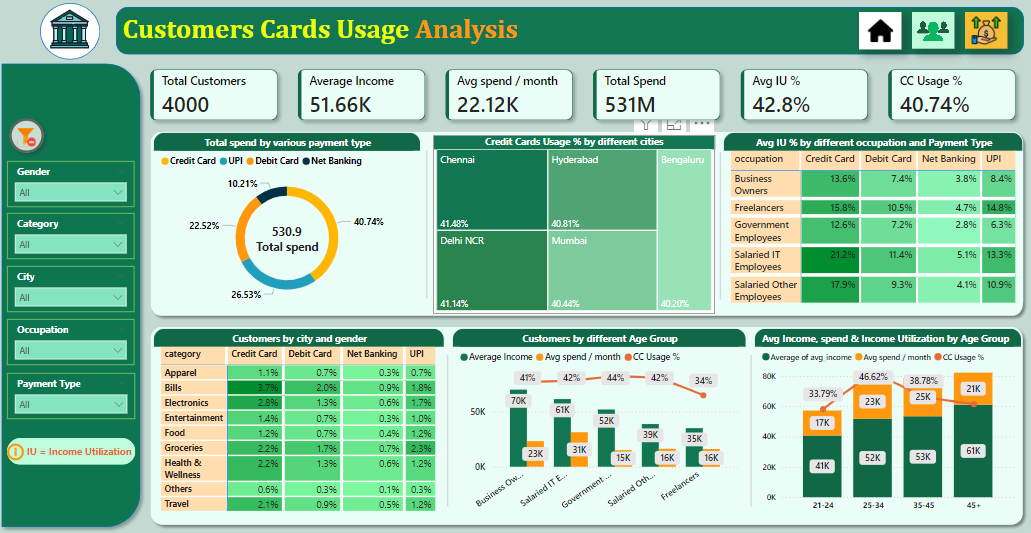 Customers Cards Usage Analysis
Total Customers
4000
Average Income
51.66K
Avg spend / month
22.12K
Total Spend
531M
Avg IU %
42.8%
CC Usage %
40.74%
Gender
All
Category
All
City
All
Occupation
All
Payment Type
All
IU = Income Utilization
Total spend by various payment type
Credit Card UPI Debit Card Net Banking
10.21%
40.74%
22.52%
530.9
Total spend
26.53%
Credit Cards Usage % by different cities
Chennai
41.48%
Hyderabad
40.81%
Bengaluru
40.20%
Delhi NCR
41.14%
Mumbai
40.44%
Avg IU % by different occupation and Payment Type
occupation Credit Card Debit Card Net Banking UPI
Business Owners 13.6% 7.4% 3.8% 8.4%
Freelancers 15.8% 10.5% 4.7% 14.8%
Government Employees 12.6% 7.2% 2.8% 6.3%
Salaried IT Employees 21.2% 11.4% 5.1% 13.3%
Salaried Other Employees 17.9% 9.3% 4.1% 10.9%
Customers by city and gender
category Credit Card Debit Card Net Banking UPI
Apparel 1.1% 0.7% 0.3% 0.7%
Bills 3.7% 2.0% 0.9% 1.8%
Electronics 2.8% 1.3% 0.6% 1.7%
Entertainment 1.4% 0.7% 0.3% 1.0%
Food 1.2% 0.7% 0.4% 1.2%
Groceries 2.2% 1.7% 0.7% 2.3%
Health & Wellness 2.2% 1.3% 0.6% 1.2%
Others 0.6% 0.3% 0.1% 0.3%
Travel 2.1% 0.9% 0.5% 1.2%
Customers by different Age Group
Average Income Avg spend / month CC Usage %
41% 42% 44% 42% 34%
70K 61K 52K 39K 35K
23K 31K 15K 16K 16K
50K
0K
Business Ow...
Salaried IT E...
Government ...
Salaried Oth...
Freelancers
Avg Income, spend & Income Utilization by Age Group
Average of avg_income Avg spend / month CC Usage %
80K
60K
40K
20K
0K
33.79% 46.62% 38.78%
17K 23K 25K 21K
41K 52K 53K 61K
21-24 25-34 35-45 45+